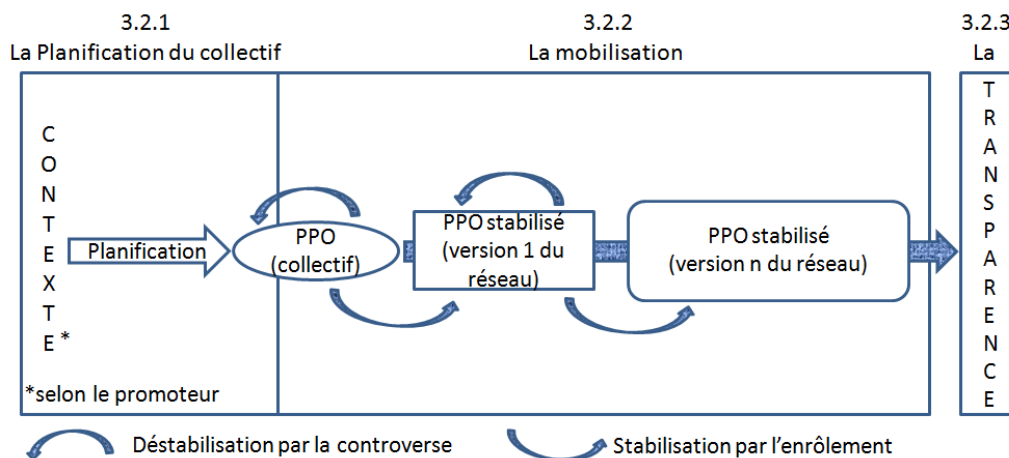 3.2.1
La Planification du collectif
3.2.2
La mobilisation
3.2.3
La
CONTEXTE*
Planification
PPO
(collectif)
PPO stabilisé
(version 1 du
réseau)
PPO stabilisé
(version n du réseau)
TRANSPARENCE
*selon le promoteur
Déstabilisation par la controverse
Stabilisation par l'enrôlement